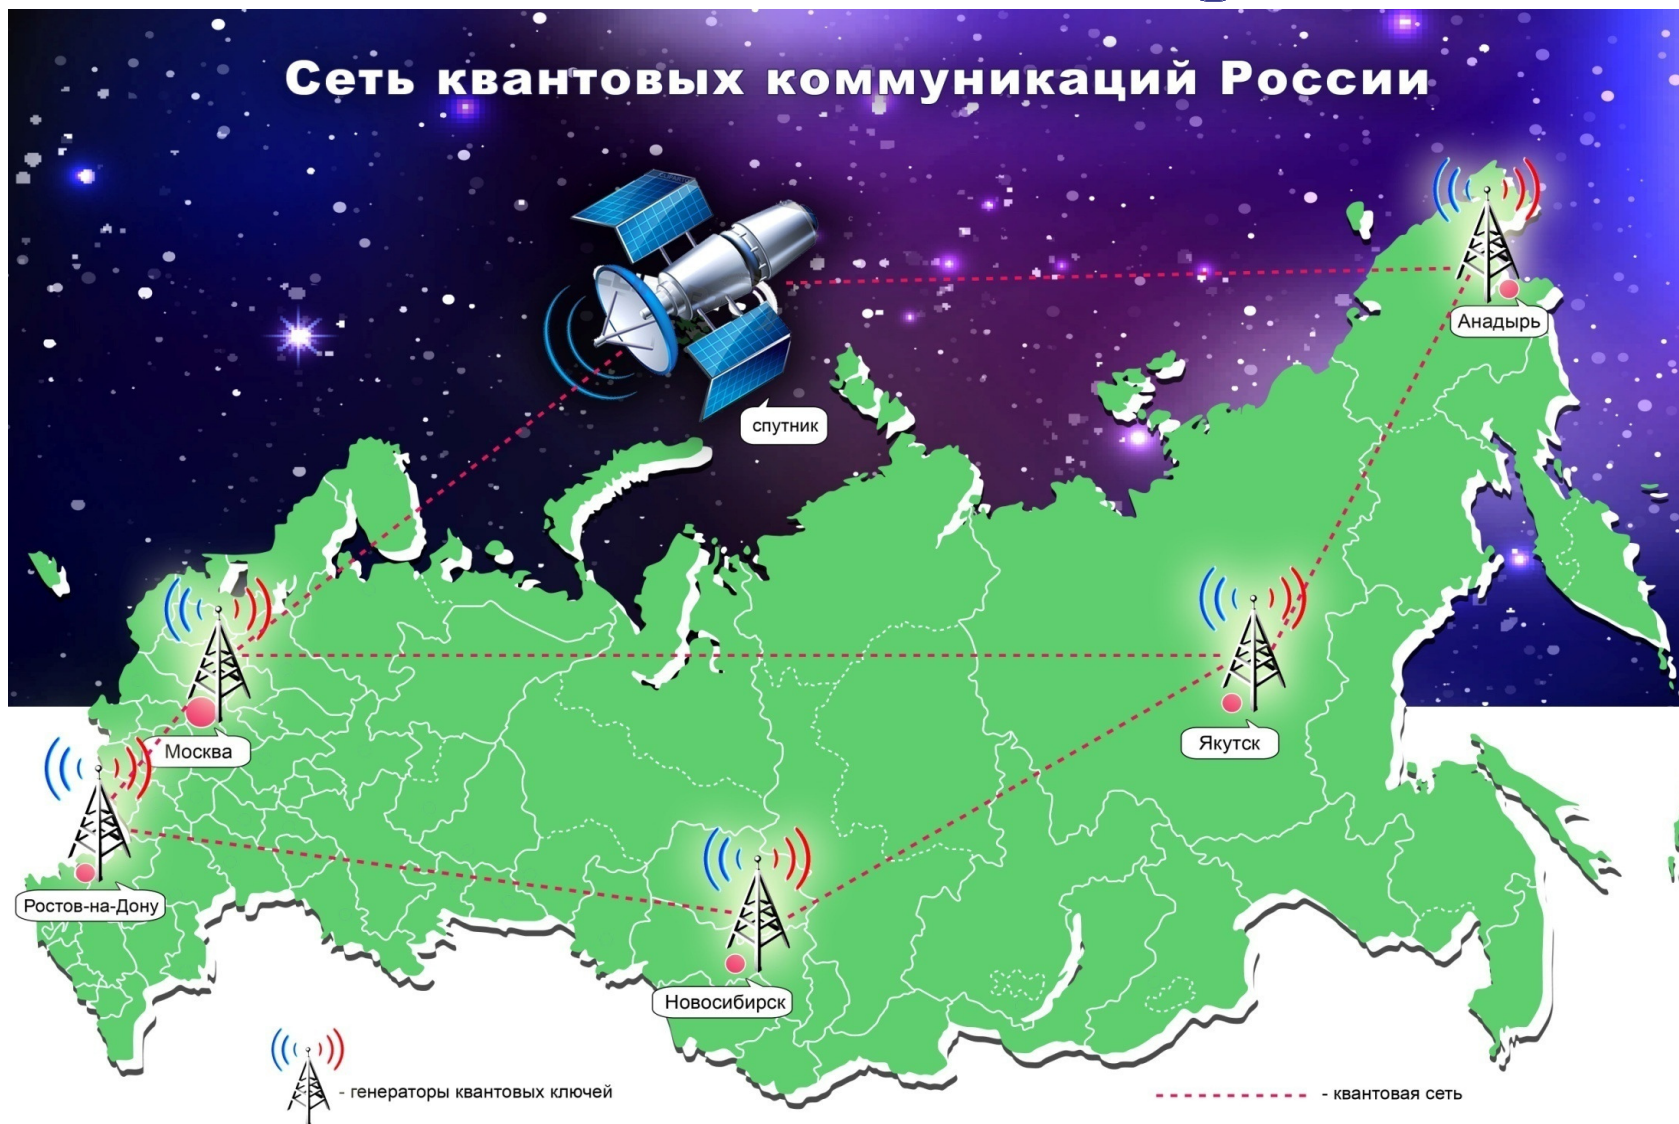 Сеть квантовых коммуникаций России
Анадырь
спутник
Москва
Якутск
Ростов-на-Дону
Новосибирск
- генераторы квантовых ключей
- квантовая сеть